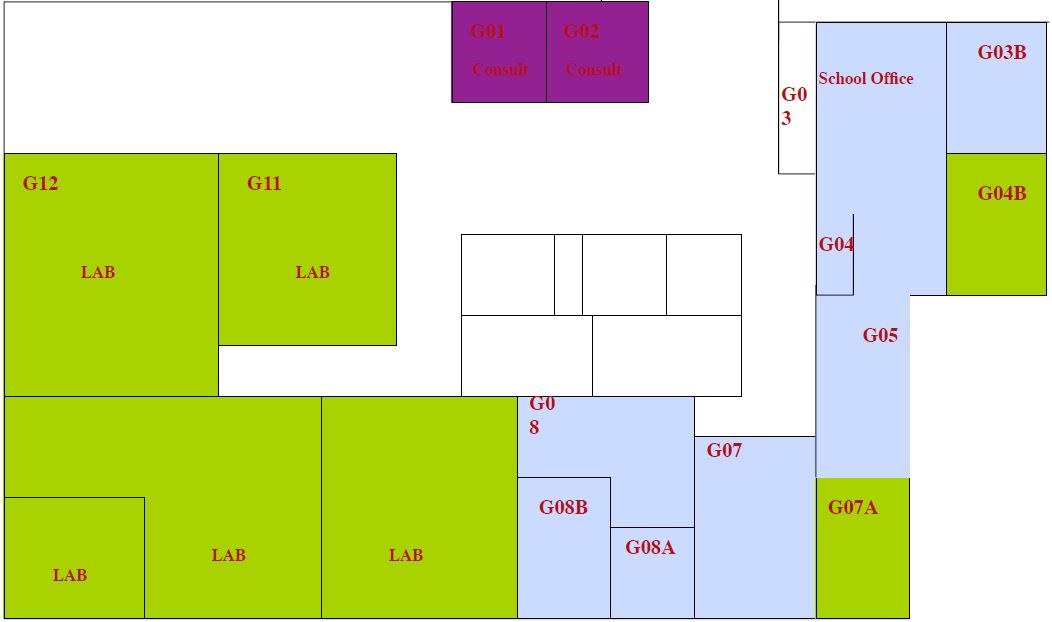 G01
Consult
G02
Consult
G0
3
School Office
G03B
G12
LAB
G11
LAB
G04B
G04
G05
G0
8
G07
G08B
G08A
G07A
LAB
LAB
LAB